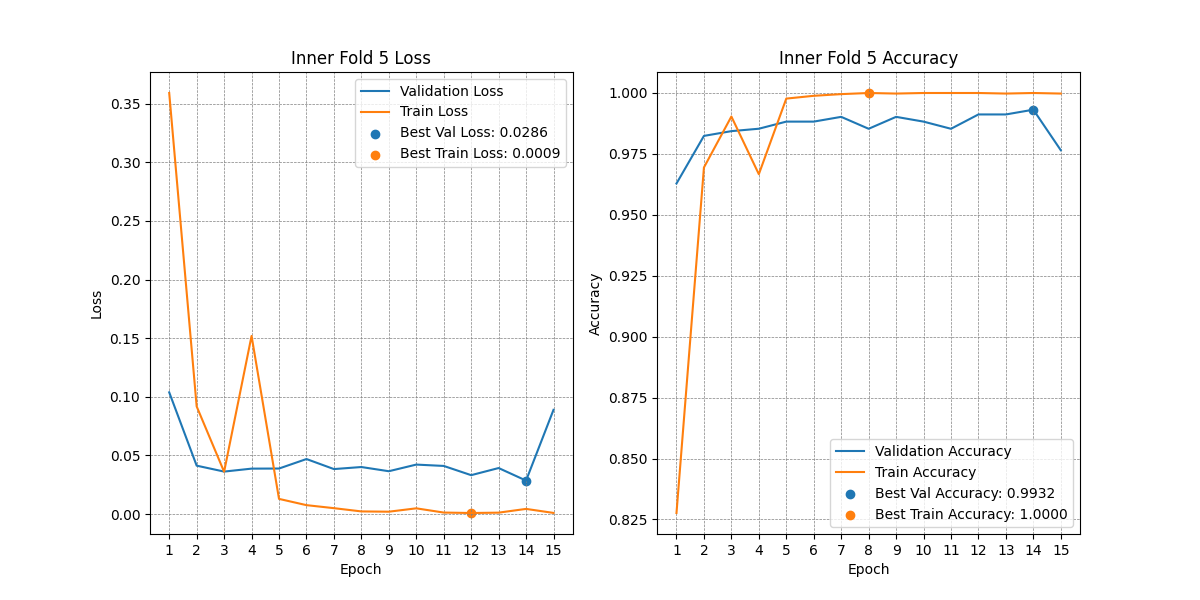 Inner Fold 5 Loss
Validation Loss
Train Loss
Best Val Loss: 0.0286
Best Train Loss: 0.0009
0.35
0.30
0.25
0.20
0.15
0.10
0.05
0.00
Loss
1 2 3 4 5 6 7 8 9 10 11 12 13 14 15
Epoch
Inner Fold 5 Accuracy
1.000
0.975
0.950
0.925
0.900
0.875
0.850
0.825
Accuracy
Validation Accuracy
Train Accuracy
Best Val Accuracy: 0.9932
Best Train Accuracy: 1.0000
1 2 3 4 5 6 7 8 9 10 11 12 13 14 15
Epoch